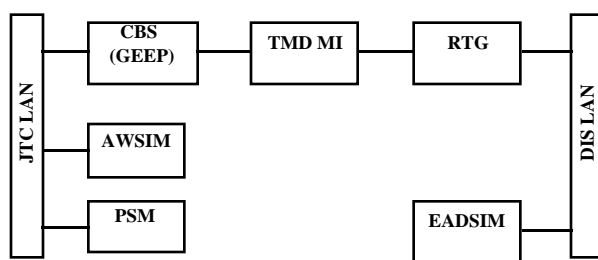 JTC LAN
CBS
(GEEP)
TMD MI
RTG
DIS LAN
AWSIM
PSM
EADSIM